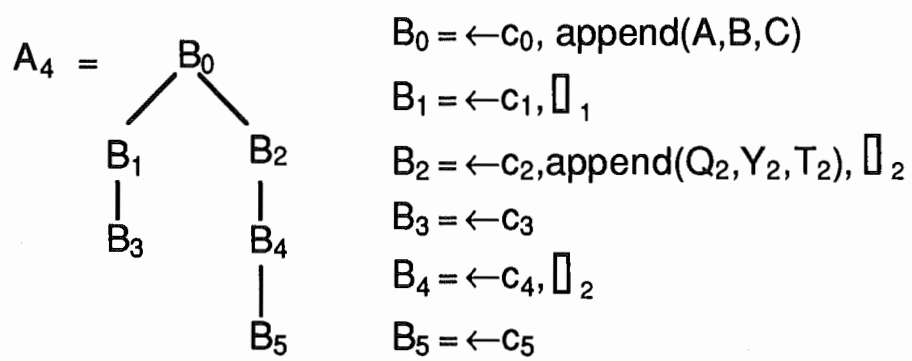 A₄ =
B₀
B₁ B₂
B₃ B₄
B₅
B₀ = ←c₀, append(A,B,C)
B₁ = ←c₁, ▯ ₁
B₂ = ←c₂,append(Q₂,Y₂,T₂), ▯ ₂
B₃ = ←c₃
B₄ = ←c₄, ▯ ₂
B₅ = ←c₅